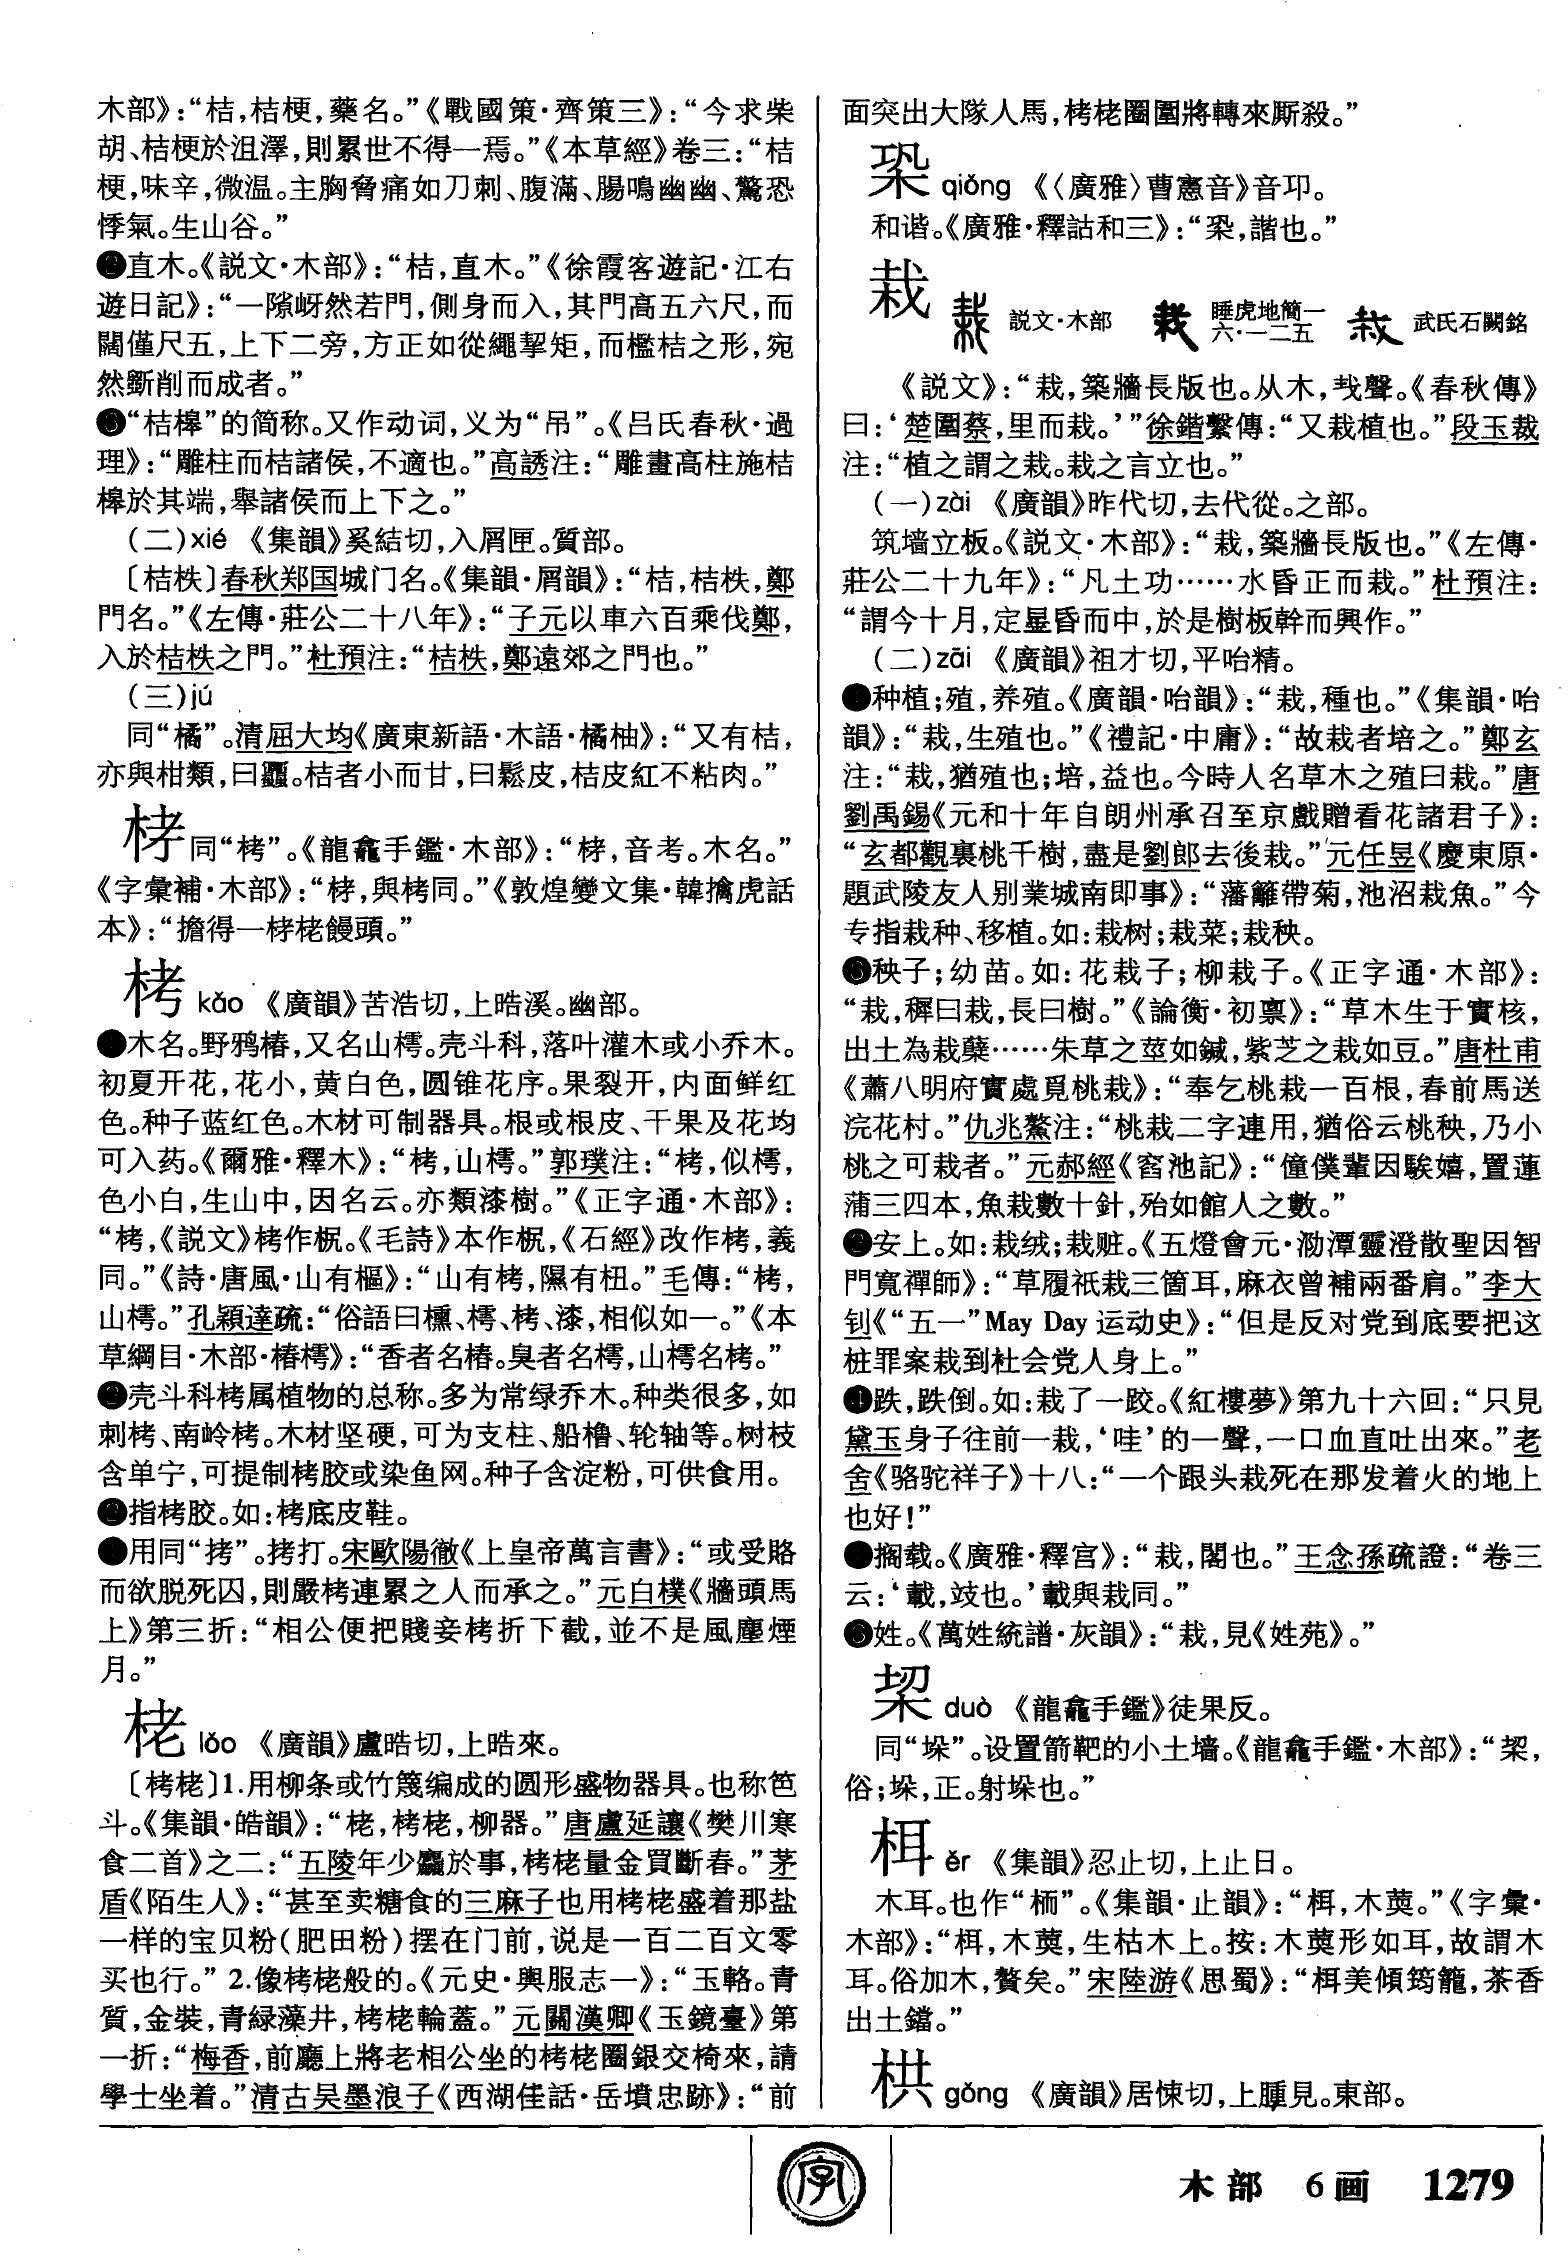 木部》：“桔，桔梗，藥名。”《戰國策·齊策三》：“今求柴
胡、桔梗於沮澤，則累世不得一焉。”《本草經》卷三：“桔
梗，味辛，微温。主胸脅痛如刀刺、腹滿、腸鳴幽幽、驚恐
悸氣。生山谷。”
❷直木。《説文·木部》：“桔，直木。”《徐霞客遊記·江右
遊日記》：“一隙岈然若門，側身而入，其門高五六尺，而
闊僅尺五，上下二旁，方正如從繩挈矩，而檻桔之形，宛
然斲削而成者。”
❸“桔槔”的简称。又作动词，义为“吊”。《吕氏春秋·過
理》：“雕柱而桔諸侯，不適也。”高誘注：“雕畫高柱施桔
槔於其端，舉諸侯而上下之。”
（二）xié 《集韻》奚結切，入屑匣。質部。
〔桔柣〕春秋郑国城门名。《集韻·屑韻》：“桔，桔柣，鄭
門名。”《左傳·莊公二十八年》：“子元以車六百乘伐鄭，
入於桔柣之門。”杜預注：“桔柣，鄭遠郊之門也。”
（三）jú
同“橘”。清屈大均《廣東新語·木語·橘柚》：“又有桔，
亦與柑類，曰。桔者小而甘，曰鬆皮，桔皮紅不粘肉。”
桲同“栲”。《龍龕手鑑·木部》：“，音考。木名。”
《字彙補·木部》：“，與栲同。”《敦煌變文集·韓擒虎話
本》：“擔得一栳饅頭。”
栲 kǎo 《廣韻》苦浩切，上晧溪。幽部。
❶木名。野鸦椿，又名山樗。壳斗科，落叶灌木或小乔木。
初夏开花，花小，黄白色，圆锥花序。果裂开，内面鲜红
色。种子蓝红色。木材可制器具。根或根皮、干果及花均
可入药。《爾雅·釋木》：“栲，山樗。”郭璞注：“栲，似樗，
色小白，生山中，因名云。亦類漆樹。”《正字通·木部》：
“栲，《説文》栲作㭒。《毛詩》本作㭒，《石經》改作栲，義
同。”《詩·唐風·山有樞》：“山有栲，隰有杻。”毛傳：“栲，
山樗。”孔穎達疏：“俗語曰櫄、樗、栲、漆，相似如一。”《本
草綱目·木部·椿樗》：“香者名椿。臭者名樗，山樗名栲。”
❷壳斗科栲属植物的总称。多为常绿乔木。种类很多，如
刺栲、南岭栲。木材坚硬，可为支柱、船橹、轮轴等。树枝
含单宁，可提制栲胶或染鱼网。种子含淀粉，可供食用。
❸指栲胶。如：栲底皮鞋。
❹用同“拷”。拷打。宋歐陽徹《上皇帝萬言書》：“或受賂
而欲脱死囚，則嚴栲連累之人而承之。”元白樸《牆頭馬
上》第三折：“相公便把賤妾栲折下截，並不是風塵煙
月。”
栳 lǎo 《廣韻》盧晧切，上晧來。
〔栲栳〕1.用柳条或竹篾编成的圆形盛物器具。也称笆
斗。《集韻·皓韻》：“栳，栲栳，柳器。”唐盧延讓《樊川寒
食二首》之二：“五陵年少麤於事，栲栳量金買斷春。”茅
盾《陌生人》：“甚至卖糖食的三麻子也用栲栳盛着那盐
一样的宝贝粉（肥田粉）摆在门前，说是一百二百文零
买也行。” 2.像栲栳般的。《元史·輿服志一》：“玉輅。青
質，金裝，青緑藻井，栲栳輪蓋。”元關漢卿《玉鏡臺》第
一折：“梅香，前廳上將老相公坐的栲栳圈銀交椅來，請
學士坐着。”清古吴墨浪子《西湖佳話·岳墳忠跡》：“前
面突出大隊人馬，栲栳圈圍將轉來厮殺。”
㭟 qiǒng 《〈廣雅〉曹憲音》音卭。
和谐。《廣雅·釋詁和三》：“㭟，諧也。”
栽 説文·木部 睡虎地簡一六·一二五 武氏石闕銘
《説文》：“栽，築牆長版也。从木，𢦏聲。《春秋傳》
曰：‘楚圍蔡，里而栽。’”徐鍇繫傳：“又栽植也。”段玉裁
注：“植之謂之栽。栽之言立也。”
（一）zài 《廣韻》昨代切，去代從。之部。
筑墙立板。《説文·木部》：“栽，築牆長版也。”《左傳·
莊公二十九年》：“凡土功……水昏正而栽。”杜預注：
“謂今十月，定星昏而中，於是樹板幹而興作。”
（二）zāi 《廣韻》祖才切，平咍精。
❶种植；殖，养殖。《廣韻·咍韻》：“栽，種也。”《集韻·咍
韻》：“栽，生殖也。”《禮記·中庸》：“故栽者培之。”鄭玄
注：“栽，猶殖也；培，益也。今時人名草木之殖曰栽。”唐
劉禹錫《元和十年自朗州承召至京戲贈看花諸君子》：
“玄都觀裏桃千樹，盡是劉郎去後栽。”元任昱《慶東原·
題武陵友人别業城南即事》：“藩籬帶菊，池沼栽魚。”今
专指栽种、移植。如：栽树；栽菜；栽秧。
❷秧子；幼苗。如：花栽子；柳栽子。《正字通·木部》：
“栽，穉曰栽，長曰樹。”《論衡·初禀》：“草木生于實核，
出土為栽蘖……朱草之莖如鍼，紫芝之栽如豆。”唐杜甫
《蕭八明府實處覓桃栽》：“奉乞桃栽一百根，春前馬送
浣花村。”仇兆鰲注：“桃栽二字連用，猶俗云桃秧，乃小
桃之可栽者。”元郝經《窞池記》：“僮僕輩因騃嬉，置蓮
蒲三四本，魚栽數十針，殆如館人之數。”
❸安上。如：栽绒；栽赃。《五燈會元·泐潭靈澄散聖因智
門寬禪師》：“草履祇栽三箇耳，麻衣曾補兩番肩。”李大
钊《“五一”May Day 运动史》：“但是反对党到底要把这
桩罪案栽到社会党人身上。”
❹跌，跌倒。如：栽了一跤。《紅樓夢》第九十六回：“只見
黛玉身子往前一栽，‘哇’的一聲，一口血直吐出來。”老
舍《骆驼祥子》十八：“一个跟头栽死在那发着火的地上
也好！”
❺搁载。《廣雅·釋宫》：“栽，閣也。”王念孫疏證：“卷三
云：‘載，攱也。’載與栽同。”
❻姓。《萬姓統譜·灰韻》：“栽，見《姓苑》。”
duò 《龍龕手鑑》徒果反。
同“垛”。设置箭靶的小土墙。《龍龕手鑑·木部》：“，
俗；垛，正。射垛也。”
栮 ěr 《集韻》忍止切，上止日。
木耳。也作“栭”。《集韻·止韻》：“栮，木萸。”《字彙·
木部》：“栮，木萸，生枯木上。按：木萸形如耳，故謂木
耳。俗加木，贅矣。”宋陸游《思蜀》：“栮美傾筠籠，茶香
出土鐺。”
栱 gǒng 《廣韻》居悚切，上腫見。東部。
字
木部 6画 1279